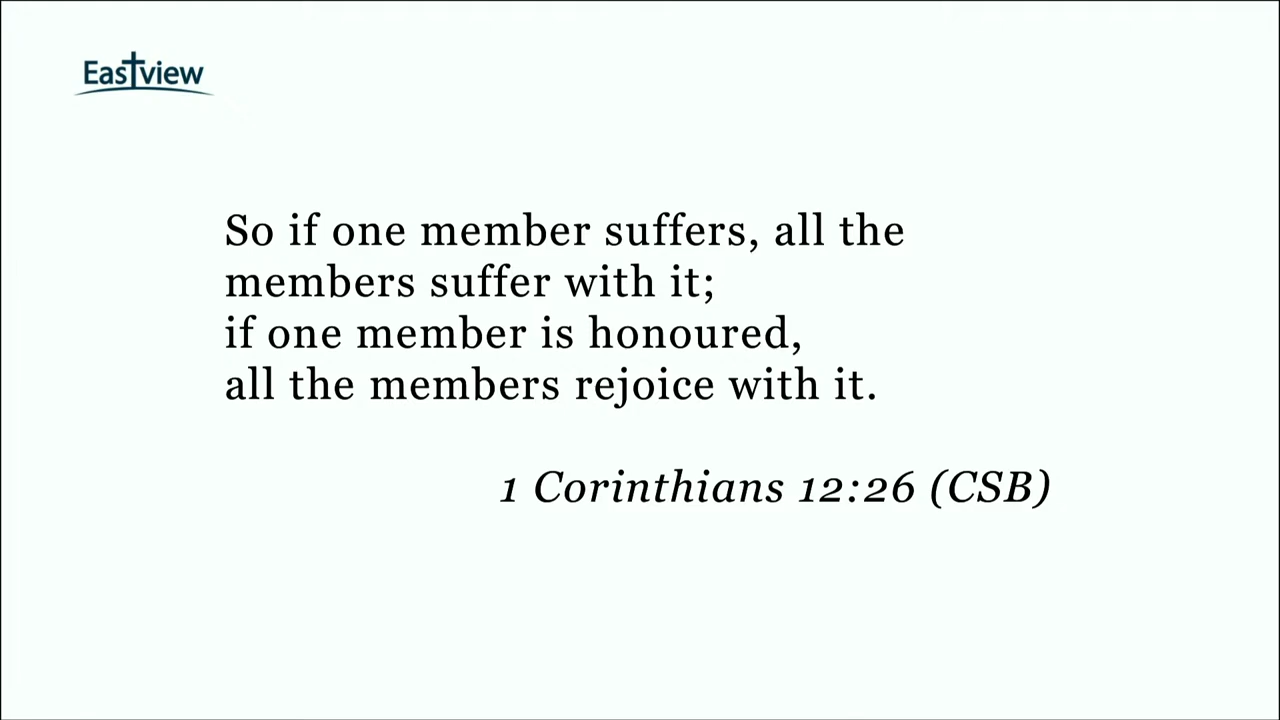 Eastview
So if one member suffers, all the
members suffer with it;
if one member is honoured,
all the members rejoice with it.
1 Corinthians 12:26 (CSB)